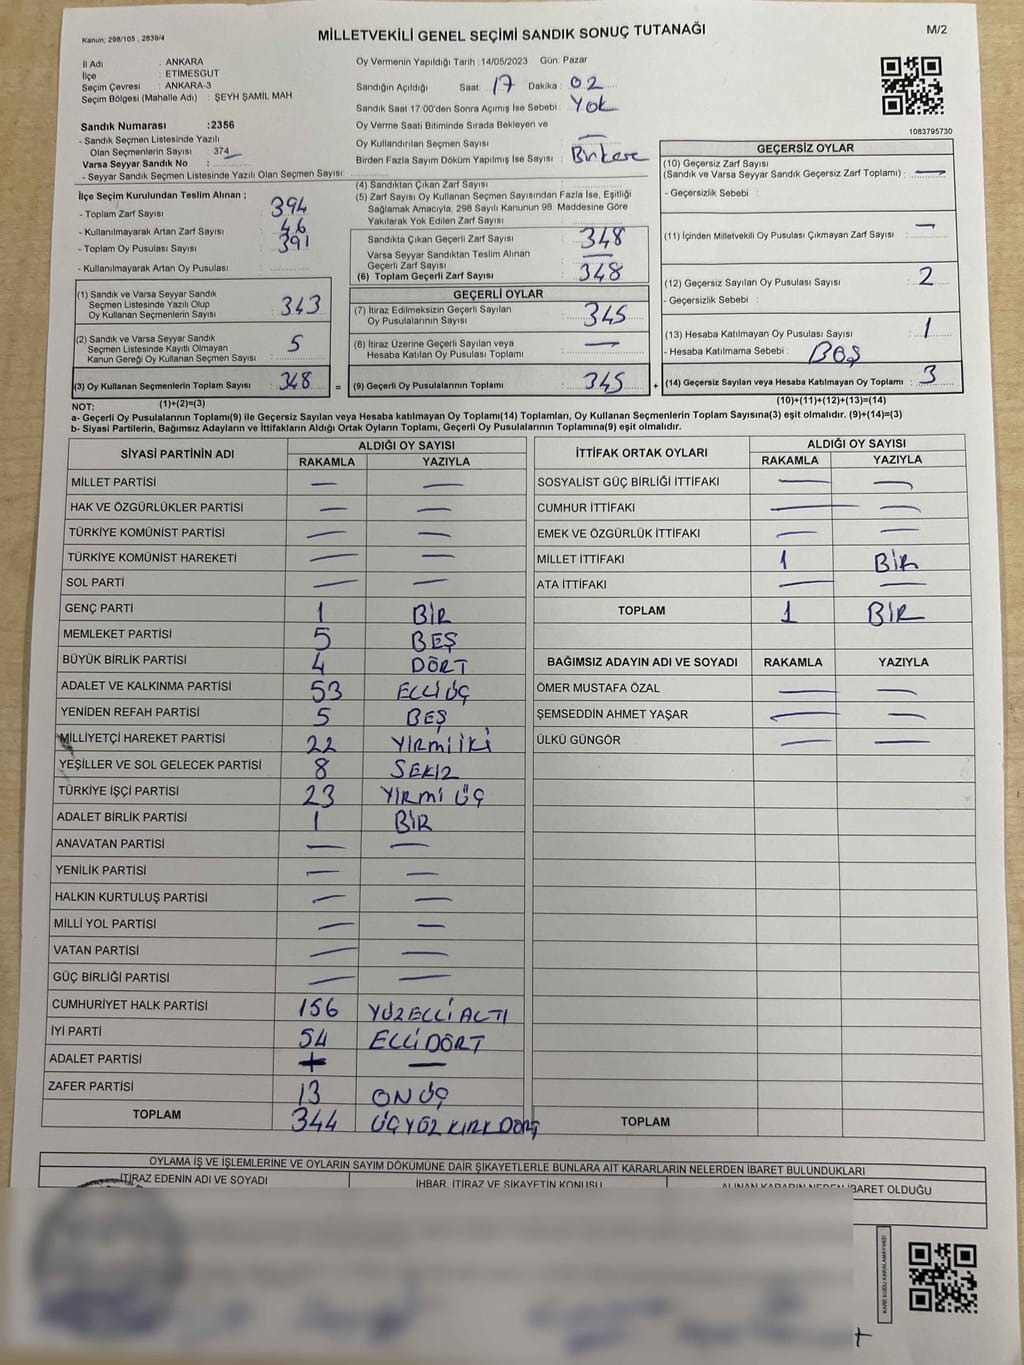 Kanun: 298/105 , 2839/4
MİLLETVEKİLİ GENEL SEÇİMİ SANDIK SONUÇ TUTANAĞI
M/2
İl Adı : ANKARA
İlçe : ETİMESGUT
Seçim Çevresi : ANKARA-3
Seçim Bölgesi (Mahalle Adı) : ŞEYH ŞAMİL MAH
Sandık Numarası :2356
- Sandık Seçmen Listesinde Yazılı
Olan Seçmenlerin Sayısı : 374
Varsa Seyyar Sandık No :
- Seyyar Sandık Seçmen Listesinde Yazılı Olan Seçmen Sayısı:
Oy Vermenin Yapıldığı Tarih :14/05/2023 Gün: Pazar
Sandığın Açıldığı Saat: 17 Dakika : 02
Sandık Saat 17:00'den Sonra Açımış İse Sebebi : Yok
Oy Verme Saati Bitiminde Sırada Bekleyen ve
Oy Kullandırılan Seçmen Sayısı : —
Birden Fazla Sayım Döküm Yapılmış İse Sayısı : Birkere
1083795730
İlçe Seçim Kurulundan Teslim Alınan ;
- Toplam Zarf Sayısı : 394
- Kullanılmayarak Artan Zarf Sayısı : 46
- Toplam Oy Pusulası Sayısı : 391
- Kullanılmayarak Artan Oy Pusulası :
(1) Sandık ve Varsa Seyyar Sandık
Seçmen Listesinde Yazılı Olup
Oy Kullanan Seçmenlerin Sayısı : 343
(2) Sandık ve Varsa Seyyar Sandık
Seçmen Listesinde Kayıtlı Olmayan
Kanun Gereği Oy Kullanan Seçmen Sayısı : 5
(3) Oy Kullanan Seçmenlerin Toplam Sayısı : 348
(1)+(2)=(3)
(4) Sandıktan Çıkan Zarf Sayısı :
(5) Zarf Sayısı Oy Kullanan Seçmen Sayısından Fazla İse, Eşitliği
Sağlamak Amacıyla; 298 Sayılı Kanunun 98. Maddesine Göre
Yakılarak Yok Edilen Zarf Sayısı :
Sandıkta Çıkan Geçerli Zarf Sayısı : 348
Varsa Seyyar Sandıktan Teslim Alınan
Geçerli Zarf Sayısı : —
(6) Toplam Geçerli Zarf Sayısı : 348
GEÇERLİ OYLAR
(7) İtiraz Edilmeksizin Geçerli Sayılan
Oy Pusulalarının Sayısı : 345
(8) İtiraz Üzerine Geçerli Sayılan veya
Hesaba Katılan Oy Pusulası Toplamı : —
= (9) Geçerli Oy Pusulalarının Toplamı : 345 +
GEÇERSİZ OYLAR
(10) Geçersiz Zarf Sayısı
(Sandık ve Varsa Seyyar Sandık Geçersiz Zarf Toplamı) : —
- Geçersizlik Sebebi :
(11) İçinden Milletvekili Oy Pusulası Çıkmayan Zarf Sayısı : —
(12) Geçersiz Sayılan Oy Pusulası Sayısı : 2
- Geçersizlik Sebebi :
(13) Hesaba Katılmayan Oy Pusulası Sayısı : 1
- Hesaba Katılmama Sebebi : BOŞ
(14) Geçersiz Sayılan veya Hesaba Katılmayan Oy Toplamı : 3
(10)+(11)+(12)+(13)=(14)
NOT:
a- Geçerli Oy Pusulalarının Toplamı(9) ile Geçersiz Sayılan veya Hesaba katılmayan Oy Toplamı(14) Toplamları, Oy Kullanan Seçmenlerin Toplam Sayısına(3) eşit olmalıdır. (9)+(14)=(3)
b- Siyasi Partilerin, Bağımsız Adayların ve İttifakların Aldığı Ortak Oyların Toplamı, Geçerli Oy Pusulalarının Toplamına(9) eşit olmalıdır.
SİYASİ PARTİNİN ADI ALDIĞI OY SAYISI
RAKAMLA YAZIYLA
MİLLET PARTİSİ — —
HAK VE ÖZGÜRLÜKLER PARTİSİ — —
TÜRKİYE KOMÜNİST PARTİSİ — —
TÜRKİYE KOMÜNİST HAREKETİ — —
SOL PARTİ — —
GENÇ PARTİ 1 BİR
MEMLEKET PARTİSİ 5 BEŞ
BÜYÜK BİRLİK PARTİSİ 4 DÖRT
ADALET VE KALKINMA PARTİSİ 53 ELLİ ÜÇ
YENİDEN REFAH PARTİSİ 5 BEŞ
MİLLİYETÇİ HAREKET PARTİSİ 22 YİRMİ İKİ
YEŞİLLER VE SOL GELECEK PARTİSİ 8 SEKİZ
TÜRKİYE İŞÇİ PARTİSİ 23 YİRMİ ÜÇ
ADALET BİRLİK PARTİSİ 1 BİR
ANAVATAN PARTİSİ — —
YENİLİK PARTİSİ — —
HALKIN KURTULUŞ PARTİSİ — —
MİLLİ YOL PARTİSİ — —
VATAN PARTİSİ — —
GÜÇ BİRLİĞİ PARTİSİ — —
CUMHURİYET HALK PARTİSİ 156 YÜZELLİ ALTI
İYİ PARTİ 54 ELLİ DÖRT
ADALET PARTİSİ — —
ZAFER PARTİSİ 13 ON ÜÇ
TOPLAM 344 ÜÇ YÜZ KIRK DÖRT
İTTİFAK ORTAK OYLARI ALDIĞI OY SAYISI
RAKAMLA YAZIYLA
SOSYALİST GÜÇ BİRLİĞİ İTTİFAKI — —
CUMHUR İTTİFAKI — —
EMEK VE ÖZGÜRLÜK İTTİFAKI — —
MİLLET İTTİFAKI 1 BİR
ATA İTTİFAKI — —
TOPLAM 1 BİR
BAĞIMSIZ ADAYIN ADI VE SOYADI RAKAMLA YAZIYLA
ÖMER MUSTAFA ÖZAL — —
ŞEMSEDDİN AHMET YAŞAR — —
ÜLKÜ GÜNGÖR — —
TOPLAM
OYLAMA İŞ VE İŞLEMLERİNE VE OYLARIN SAYIM DÖKÜMÜNE DAİR ŞİKAYETLERLE BUNLARA AİT KARARLARIN NELERDEN İBARET BULUNDUKLARI
İTİRAZ EDENİN ADI VE SOYADI İHBAR, İTİRAZ VE ŞİKAYETİN KONUSU ALINAN KARARIN NEDEN İBARET OLDUĞU
KARE KODU KARALAMAYINIZ!